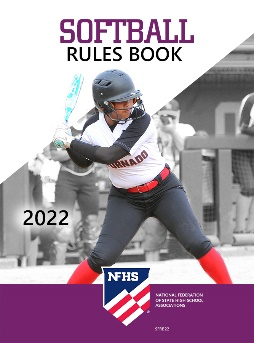 SOFTBALL
RULES BOOK
TORNADO
2022
NFHS
NATIONAL FEDERATION
OF STATE HIGH SCHOOL
ASSOCIATIONS